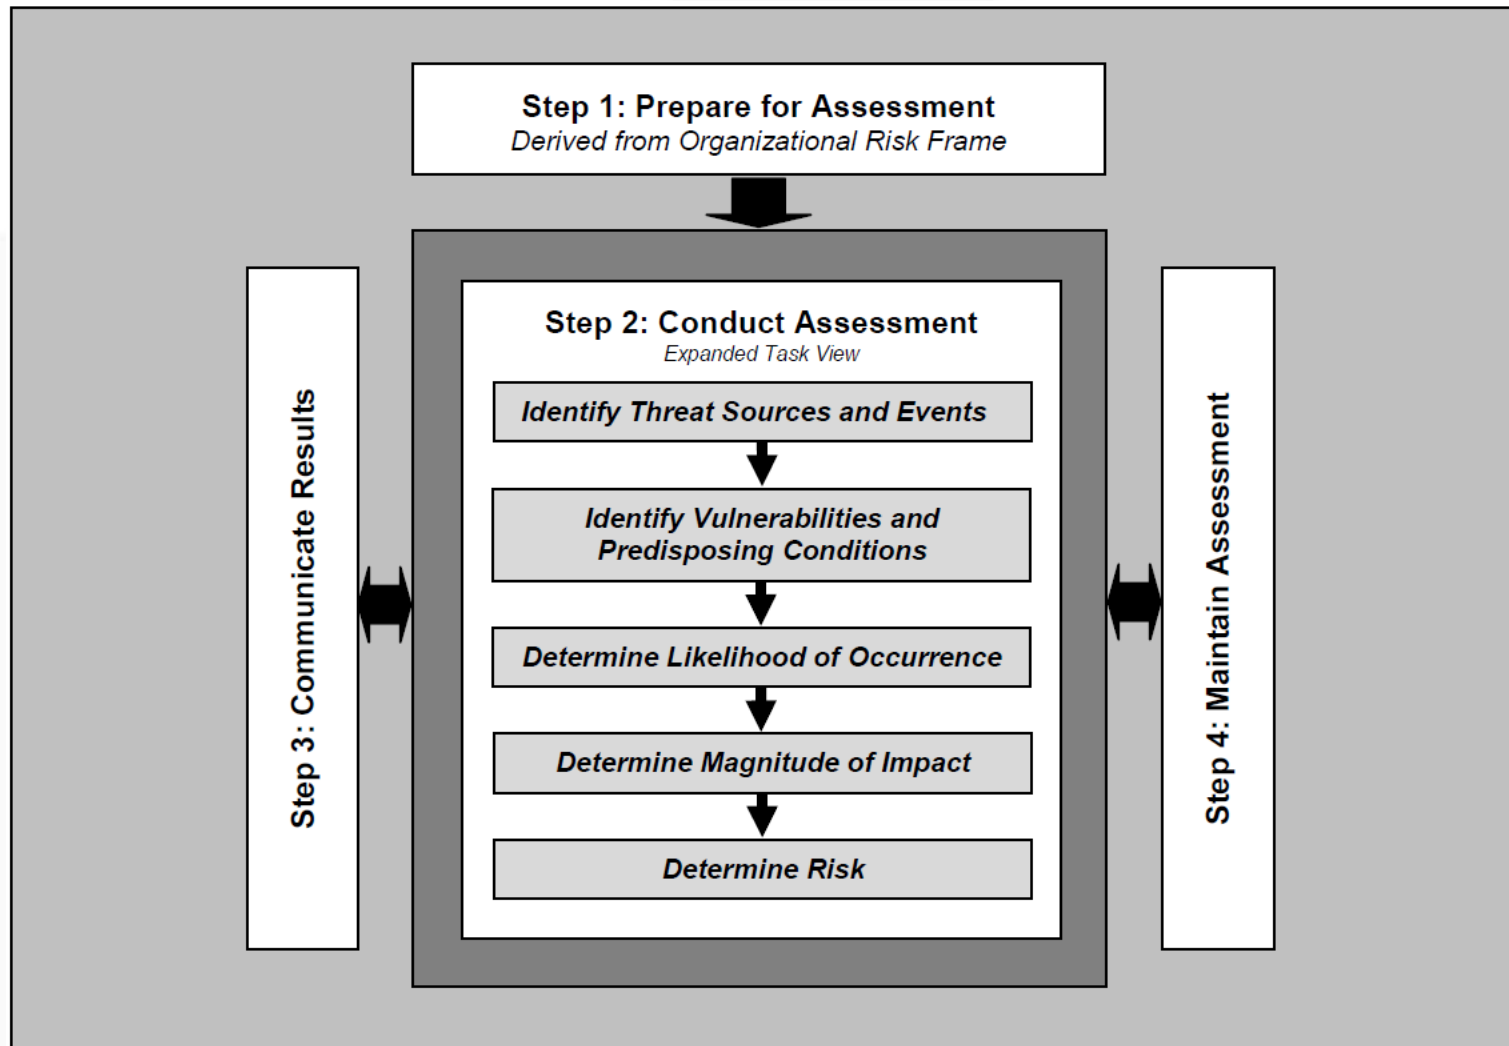 Step 1: Prepare for Assessment
Derived from Organizational Risk Frame
Step 3: Communicate Results
Step 2: Conduct Assessment
Expanded Task View
Identify Threat Sources and Events
Identify Vulnerabilities and
Predisposing Conditions
Determine Likelihood of Occurrence
Determine Magnitude of Impact
Determine Risk
Step 4: Maintain Assessment